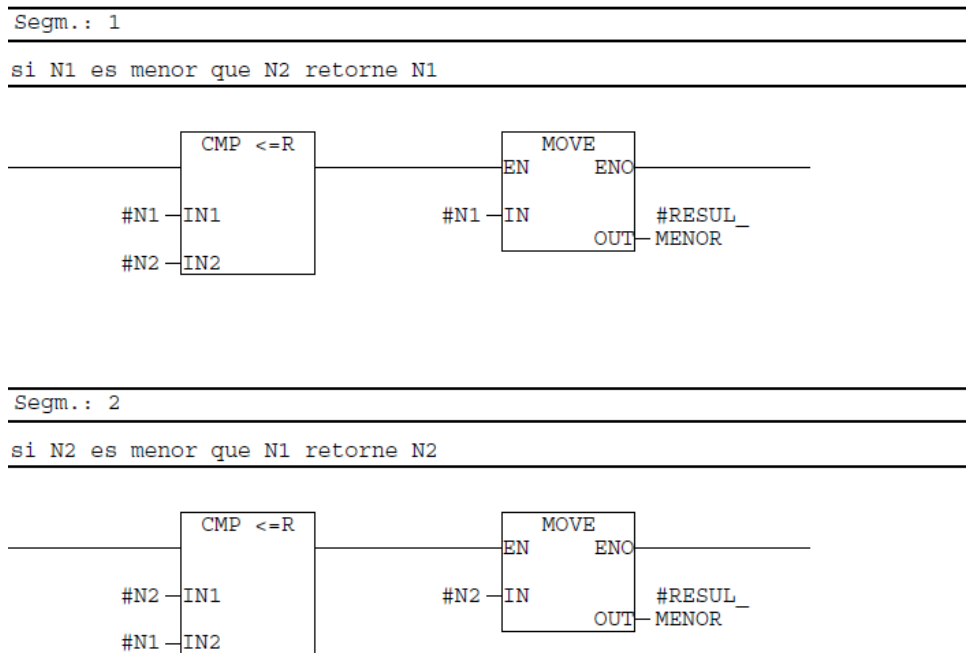 Segm.: 1
si N1 es menor que N2 retorne N1
CMP <=R
MOVE
EN ENO
#N1 IN1
#N1 IN
#RESUL_
OUT MENOR
#N2 IN2
Segm.: 2
si N2 es menor que N1 retorne N2
CMP <=R
MOVE
EN ENO
#N2 IN1
#N2 IN
#RESUL_
OUT MENOR
#N1 IN2